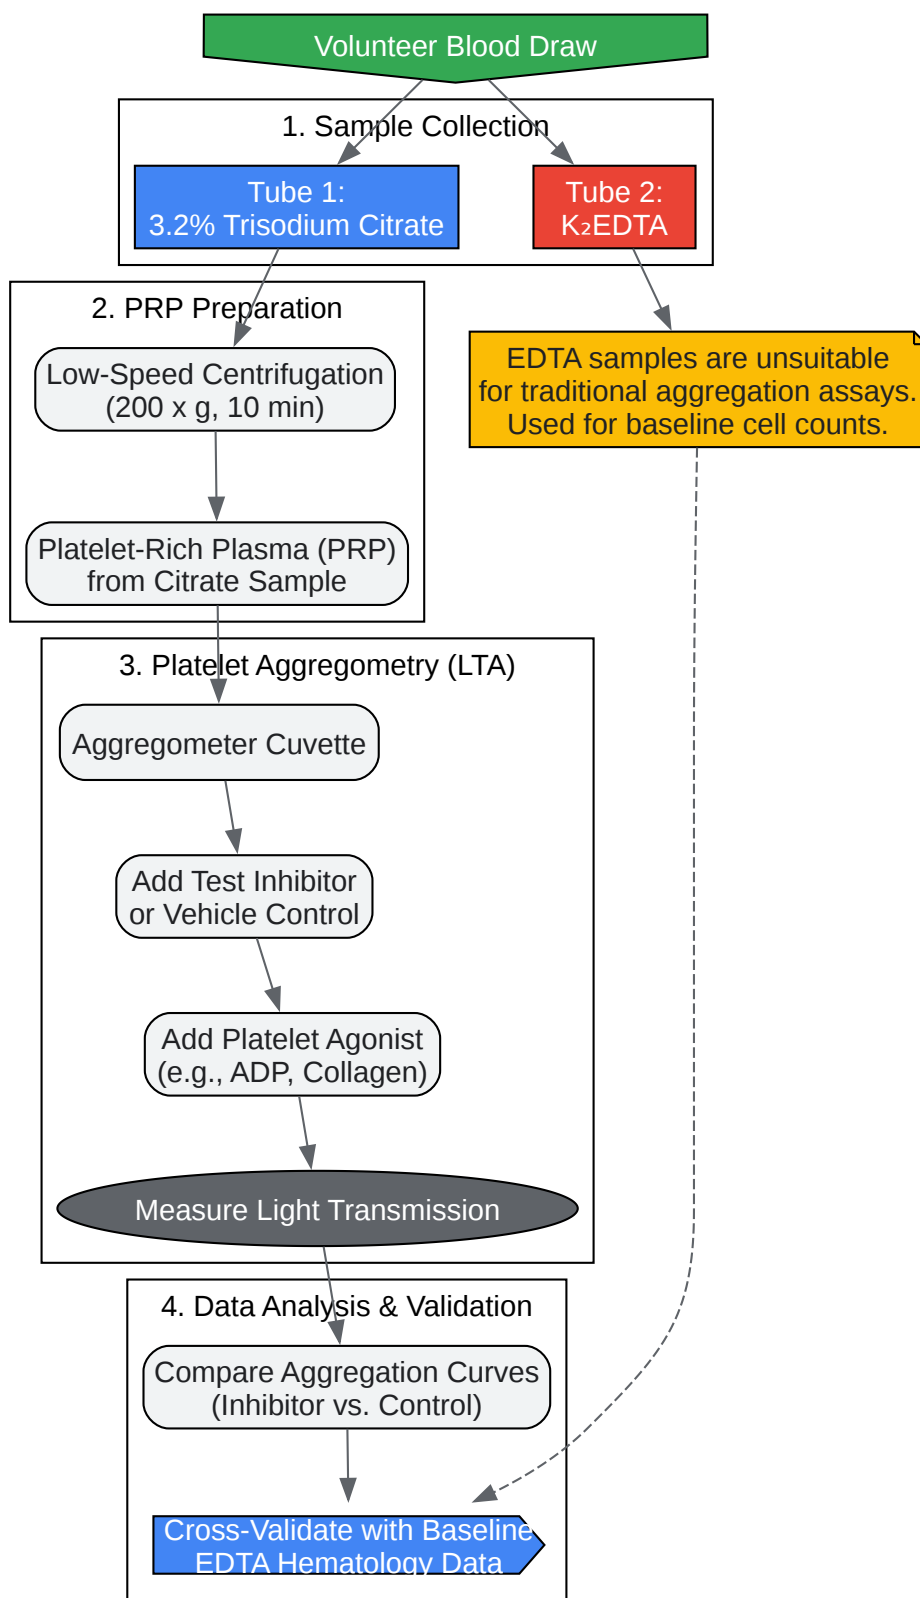 Volunteer Blood Draw
1. Sample Collection
Tube 1:
3.2% Trisodium Citrate
Tube 2:
K₂EDTA
2. PRP Preparation
Low-Speed Centrifugation
(200 x g, 10 min)
Platelet-Rich Plasma (PRP)
from Citrate Sample
EDTA samples are unsuitable
for traditional aggregation assays.
Used for baseline cell counts.
3. Platelet Aggregometry (LTA)
Aggregometer Cuvette
Add Test Inhibitor
or Vehicle Control
Add Platelet Agonist
(e.g., ADP, Collagen)
Measure Light Transmission
4. Data Analysis & Validation
Compare Aggregation Curves
(Inhibitor vs. Control)
Cross-Validate with Baseline
EDTA Hematology Data